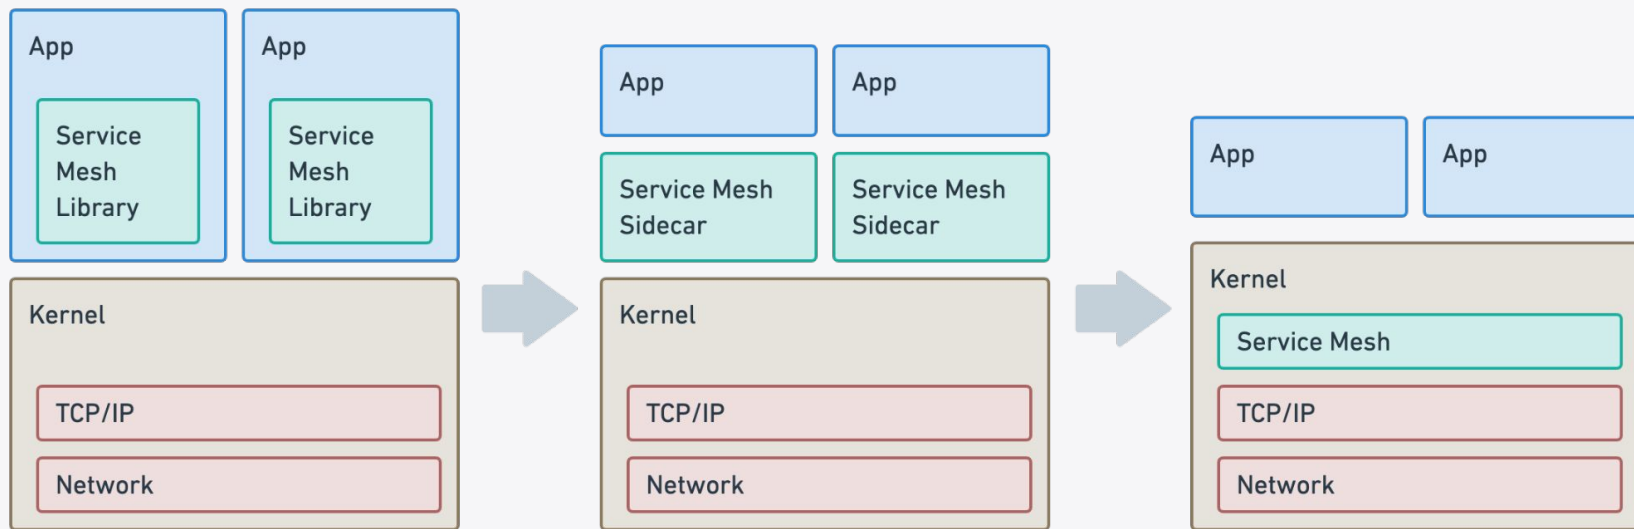 App
App
Service
Mesh
Library
Service
Mesh
Library
Kernel
TCP/IP
Network
App
App
Service Mesh
Sidecar
Service Mesh
Sidecar
Kernel
TCP/IP
Network
App
App
Kernel
Service Mesh
TCP/IP
Network